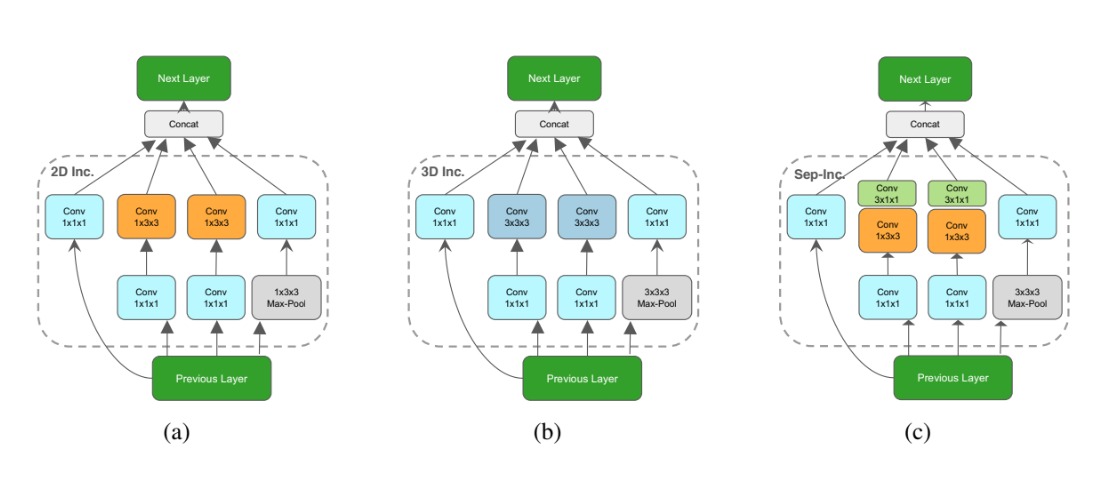 Next Layer
Concat
2D Inc.
Conv
1x1x1
Conv
1x3x3
Conv
1x3x3
Conv
1x1x1
Conv
1x1x1
Conv
1x1x1
1x3x3
Max-Pool
Previous Layer
(a)
Next Layer
Concat
3D Inc.
Conv
1x1x1
Conv
3x3x3
Conv
3x3x3
Conv
1x1x1
Conv
1x1x1
Conv
1x1x1
3x3x3
Max-Pool
Previous Layer
(b)
Next Layer
Concat
Sep-Inc.
Conv
1x1x1
Conv
3x1x1
Conv
1x3x3
Conv
3x1x1
Conv
1x3x3
Conv
1x1x1
Conv
1x1x1
Conv
1x1x1
3x3x3
Max-Pool
Previous Layer
(c)